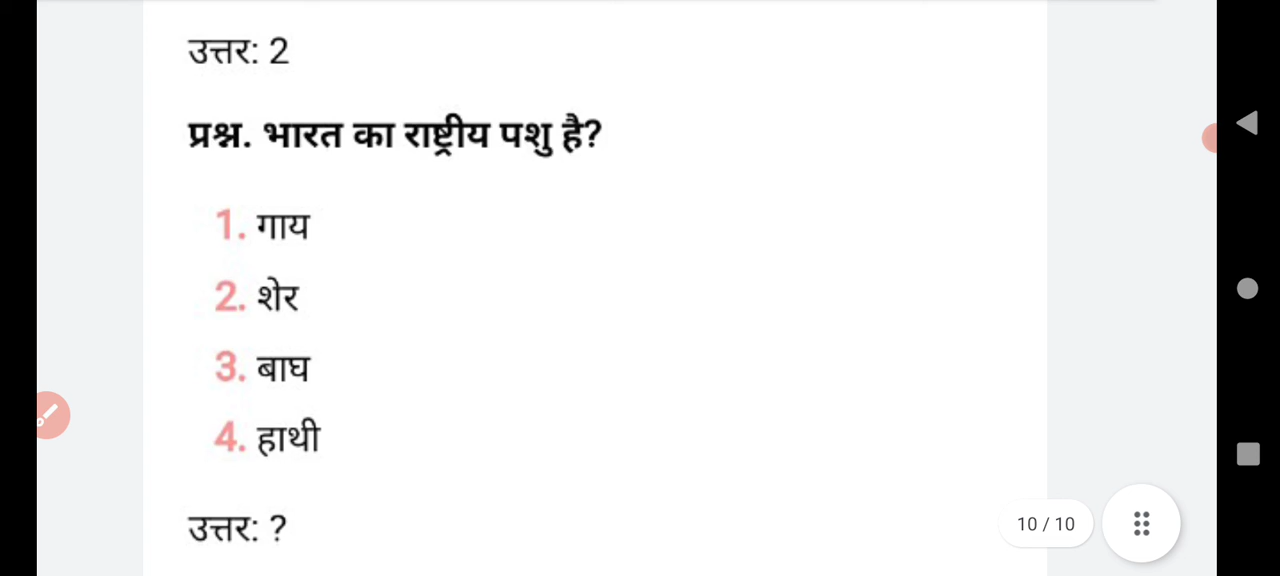 उत्तर: 2
प्रश्न. भारत का राष्ट्रीय पशु है?
1. गाय
2. शेर
3. बाघ
4. हाथी
उत्तर: ?
10 / 10